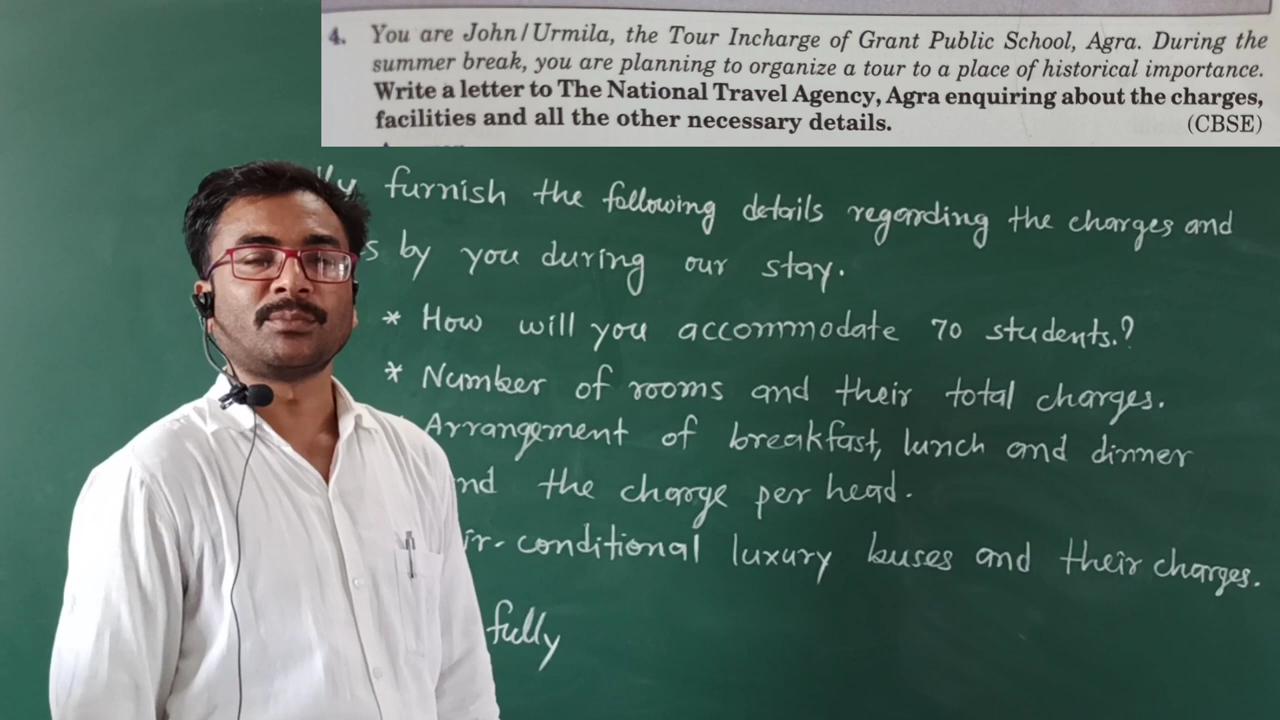 4. You are John/Urmila, the Tour Incharge of Grant Public School, Agra. During the
summer break, you are planning to organize a tour to a place of historical importance.
Write a letter to The National Travel Agency, Agra enquiring about the charges,
facilities and all the other necessary details. (CBSE)
lly furnish the following details regarding the charges and
s by you during our stay.
* How will you accommodate 70 students.?
* Number of rooms and their total charges.
Arrangement of breakfast, lunch and dinner
nd the charge per head.
ir-conditional luxury buses and their charges.
fully